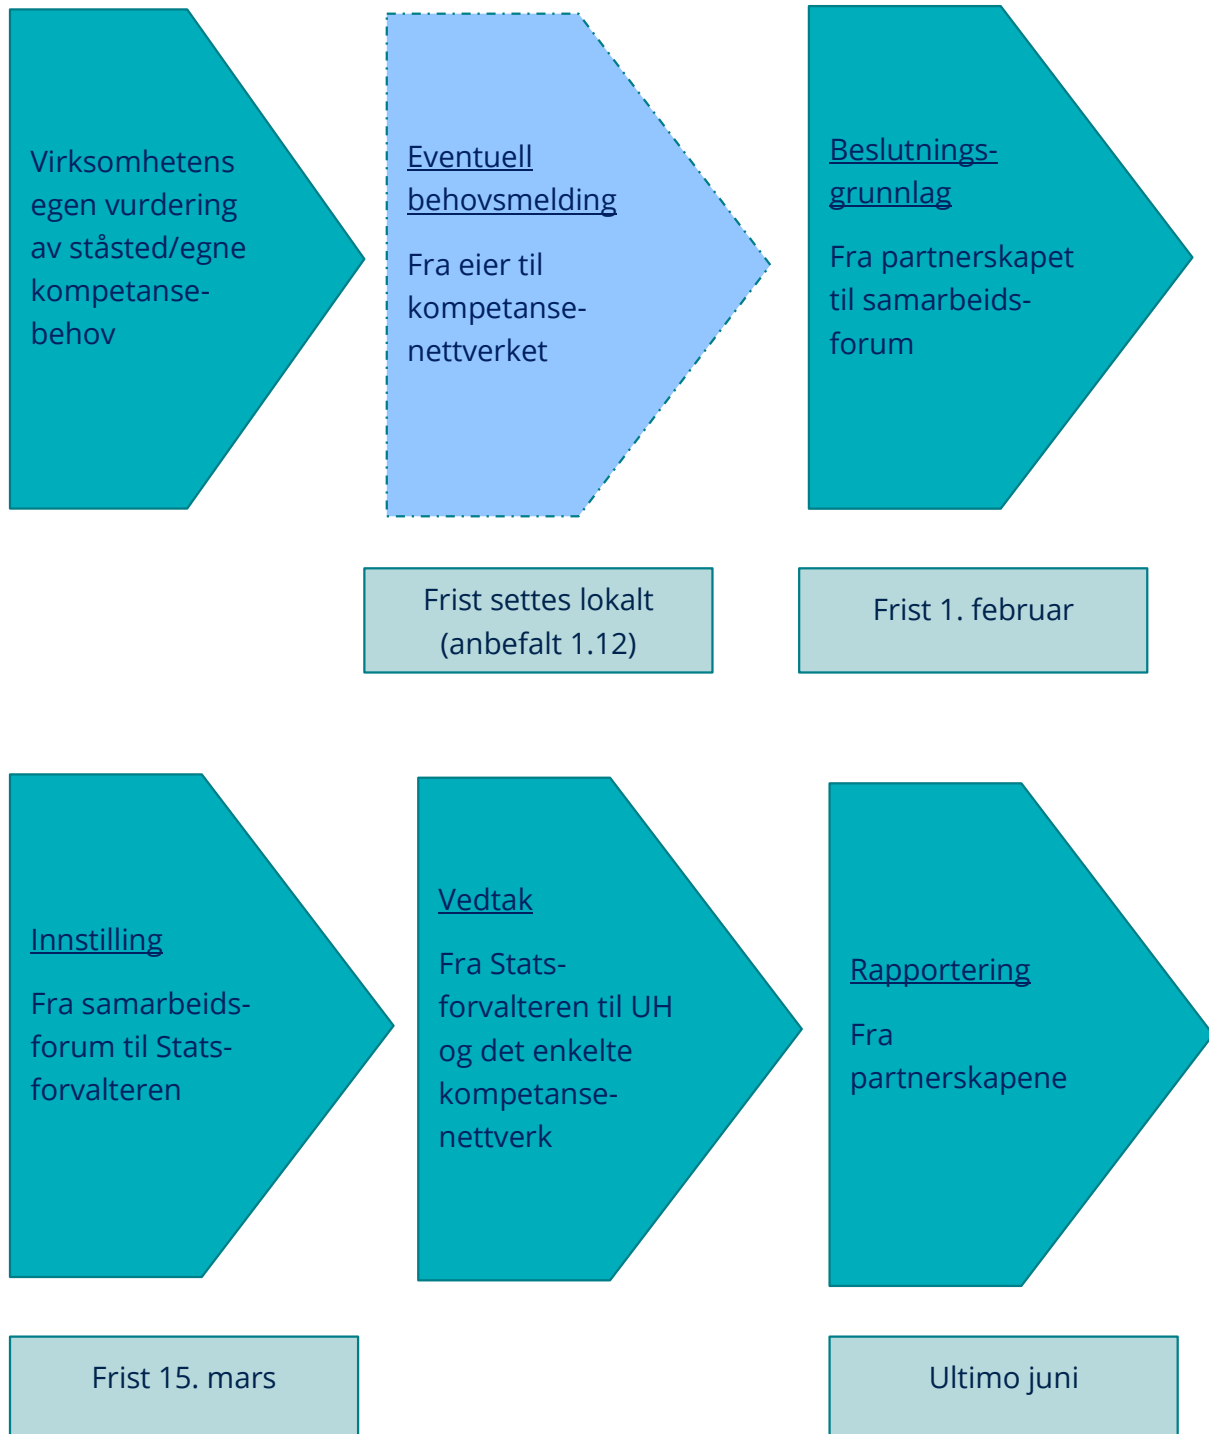 Virksomhetens
egen vurdering
av ståsted/egne
kompetanse-
behov
Eventuell
behovsmelding
Fra eier til
kompetanse-
nettverket
Beslutnings-
grunnlag
Fra partnerskapet
til samarbeids-
forum
Frist settes lokalt
(anbefalt 1.12)
Frist 1. februar
Innstilling
Fra samarbeids-
forum til Stats-
forvalteren
Vedtak
Fra Stats-
forvalteren til UH
og det enkelte
kompetanse-
nettverk
Rapportering
Fra
partnerskapene
Frist 15. mars
Ultimo juni